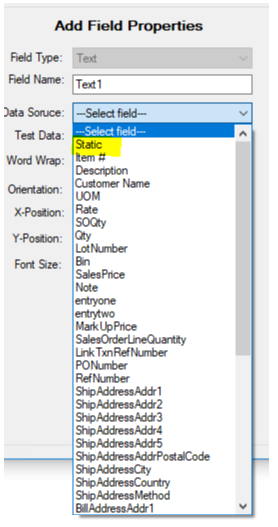 Add Field Properties
Field Type: Text
Field Name: Text1
Data Soruce: ---Select field---
Test Data:
Word Wrap:
Orientation:
X-Position:
Y-Position:
Font Size:
---Select field---
Static
Item #
Description
Customer Name
UOM
Rate
SOQty
Qty
LotNumber
Bin
SalesPrice
Note
entryone
entrytwo
MarkUpPrice
SalesOrderLineQuantity
LinkTxnRefNumber
PONumber
RefNumber
ShipAddressAddr1
ShipAddressAddr2
ShipAddressAddr3
ShipAddressAddr4
ShipAddressAddr5
ShipAddressAddrPostalCode
ShipAddressCity
ShipAddressCountry
ShipAddressMethod
BillAddressAddr1